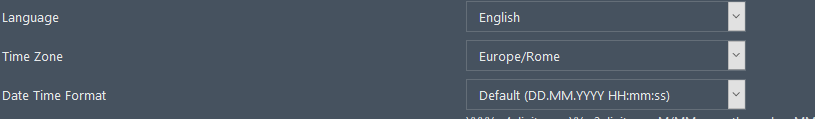 Language English
Time Zone Europe/Rome
Date Time Format Default (DD.MM.YYYY HH:mm:ss)